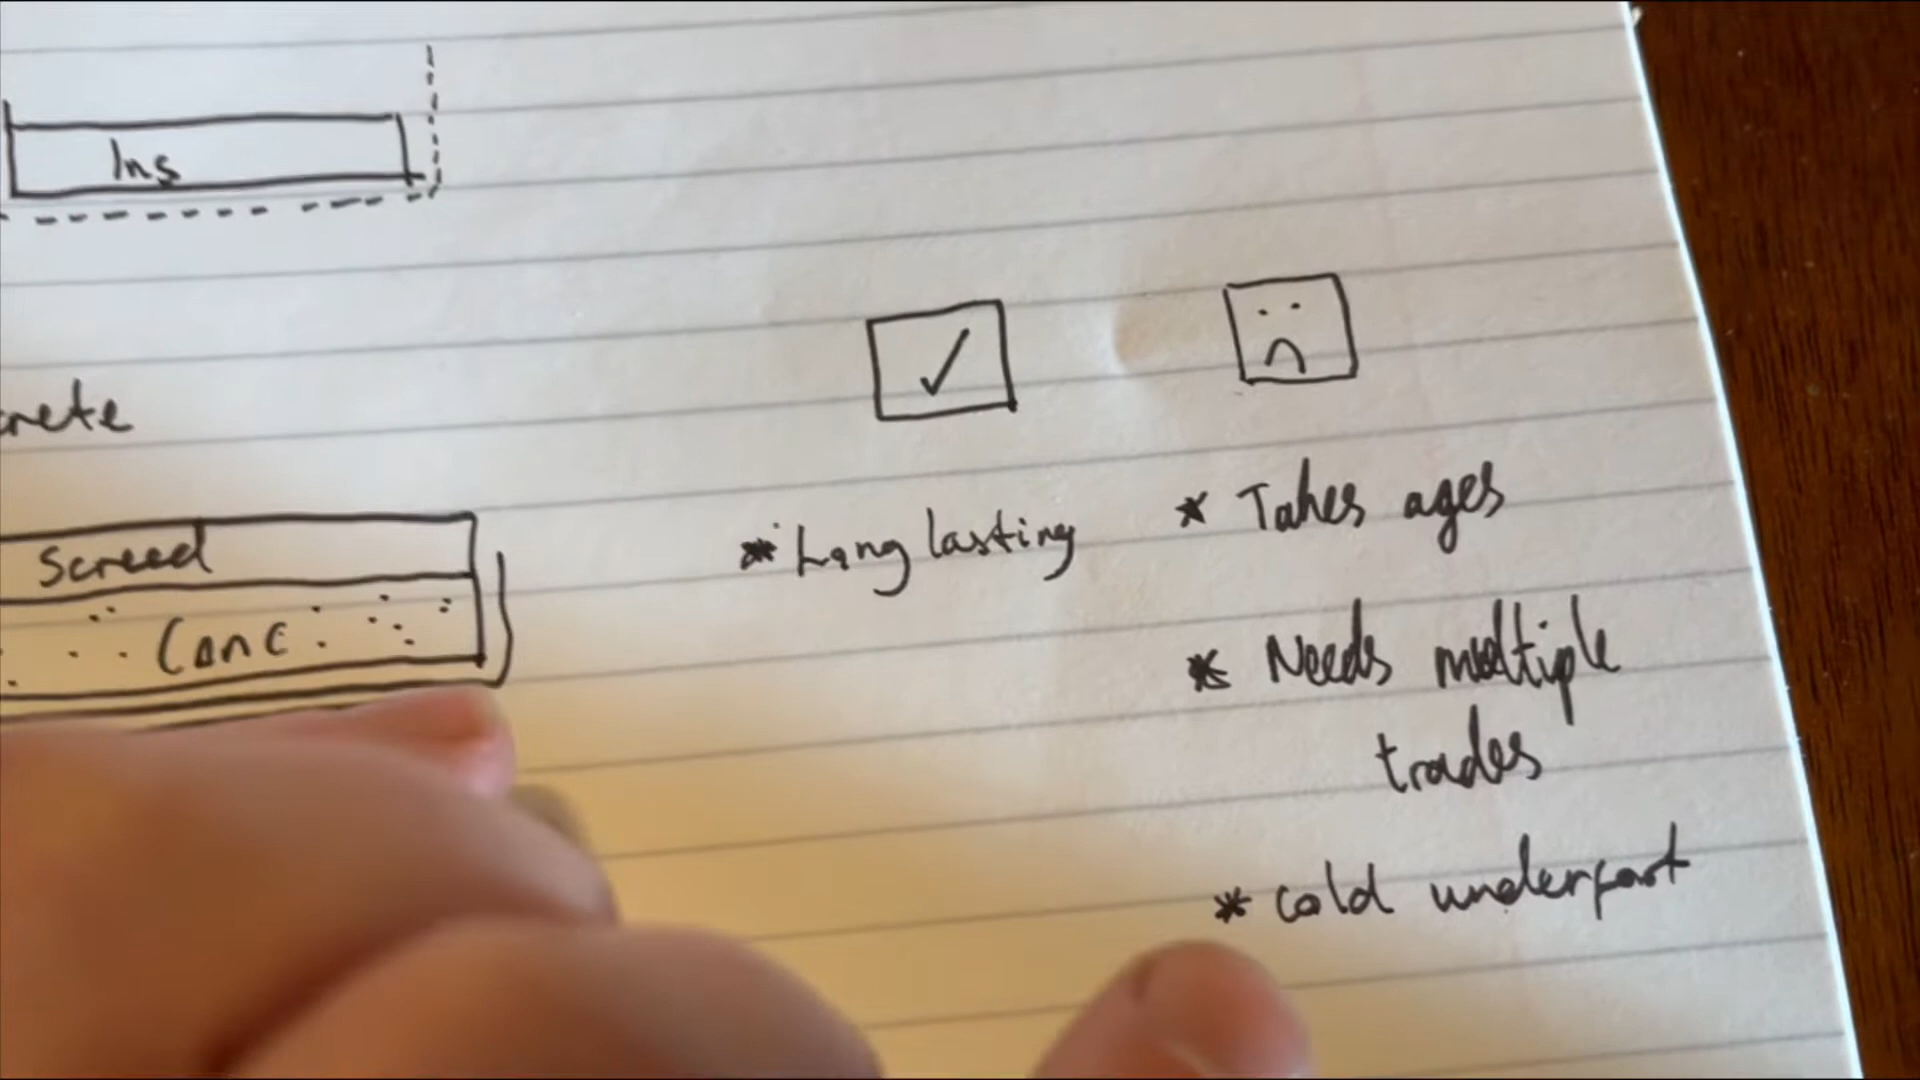 Ins
crete
Screed
Conc
* Long lasting
* Takes ages
* Needs multiple
trades
* cold underfoot